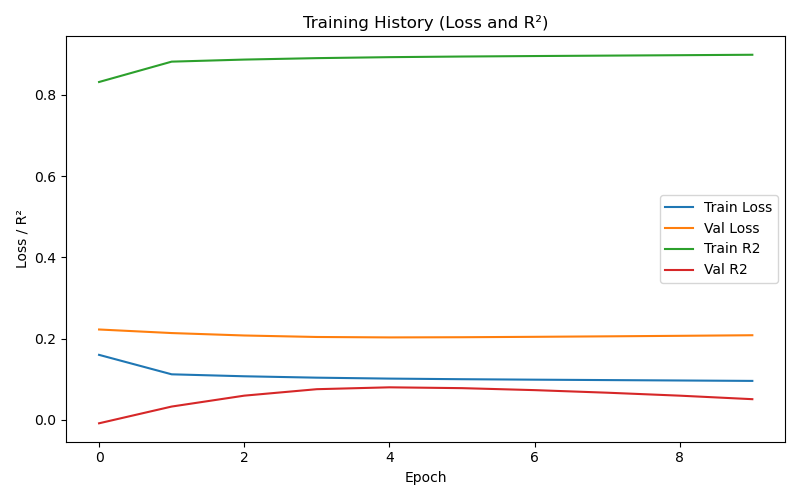 Training History (Loss and R²)
Loss / R²
0.8
0.6
0.4
0.2
0.0
Train Loss
Val Loss
Train R2
Val R2
0 2 4 6 8
Epoch